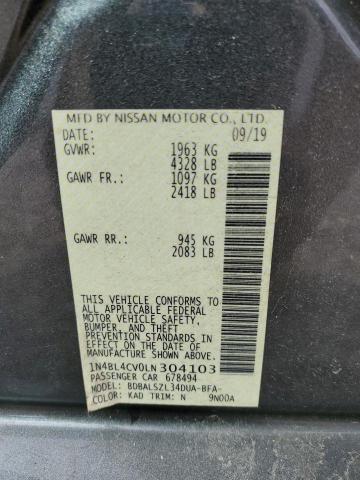 MFD BY NISSAN MOTOR CO., LTD.
DATE: 09/19
GVWR: 1963 KG
4328 LB
GAWR FR: 1097 KG
2418 LB
GAWR RR: 945 KG
2083 LB
THIS VEHICLE CONFORMS TO
ALL APPLICABLE FEDERAL
MOTOR VEHICLE SAFETY,
BUMPER, AND THEFT
PREVENTION STANDARDS IN
EFFECT ON THE DATE OF
MANUFACTURE SHOWN ABOVE.
1N4BL4CV0LN304103
PASSENGER CAR 678494
MODEL: BDBALSZL34DUA-BFA-
COLOR: KAD TRIM: N 9N00A